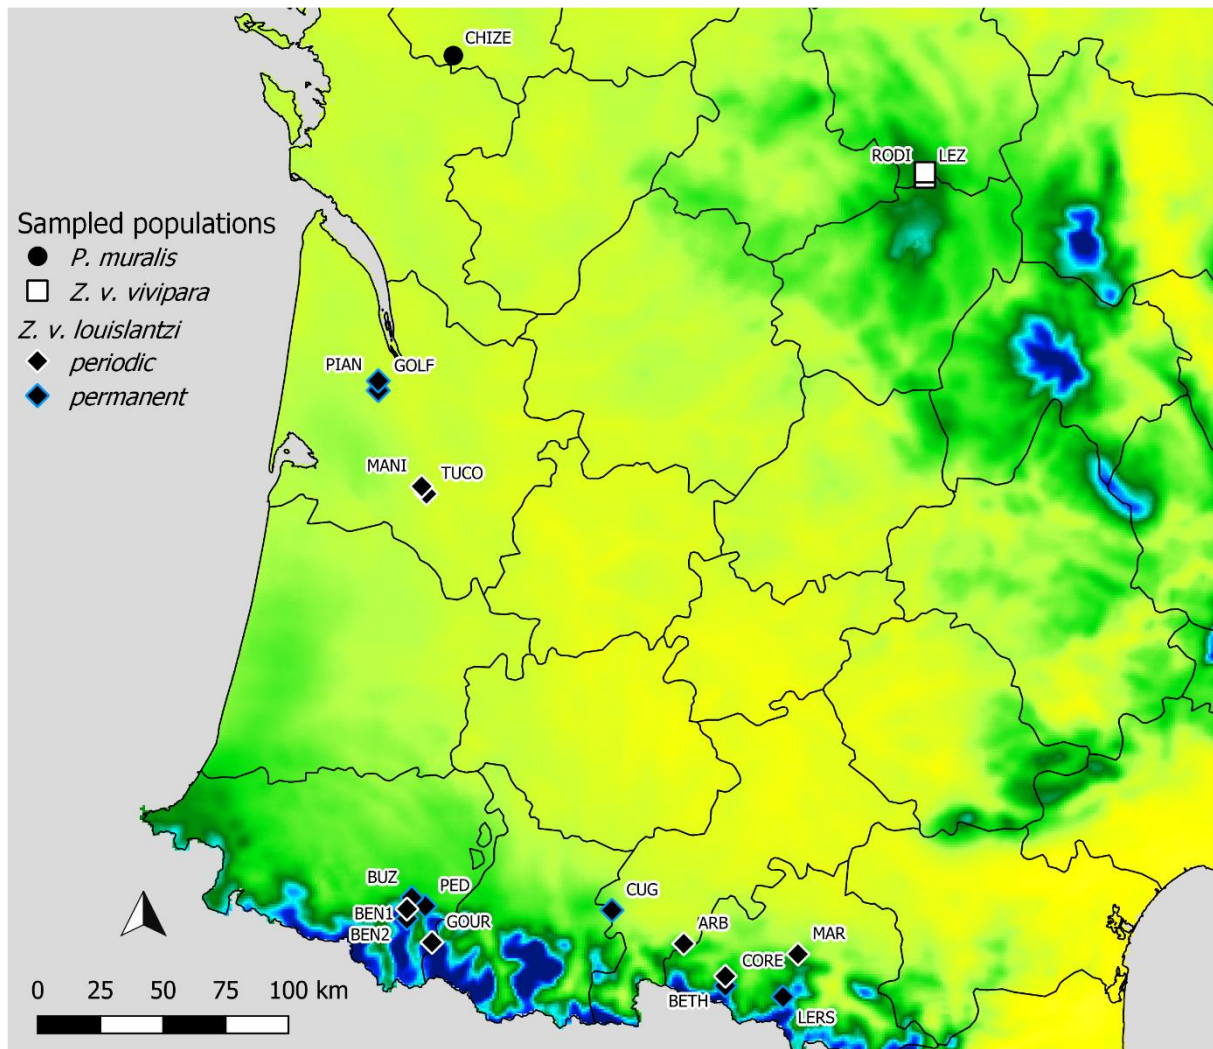 CHIZE
RODI LEZ
Sampled populations
P. muralis
Z. v. vivipara
Z. v. louislantzi
periodic
permanent
PIAN GOLF
MANI TUCO
BUZ PED CUG
BEN1 GOUR ARB MAR
BEN2 CORE
BETH LERS
0 25 50 75 100 km